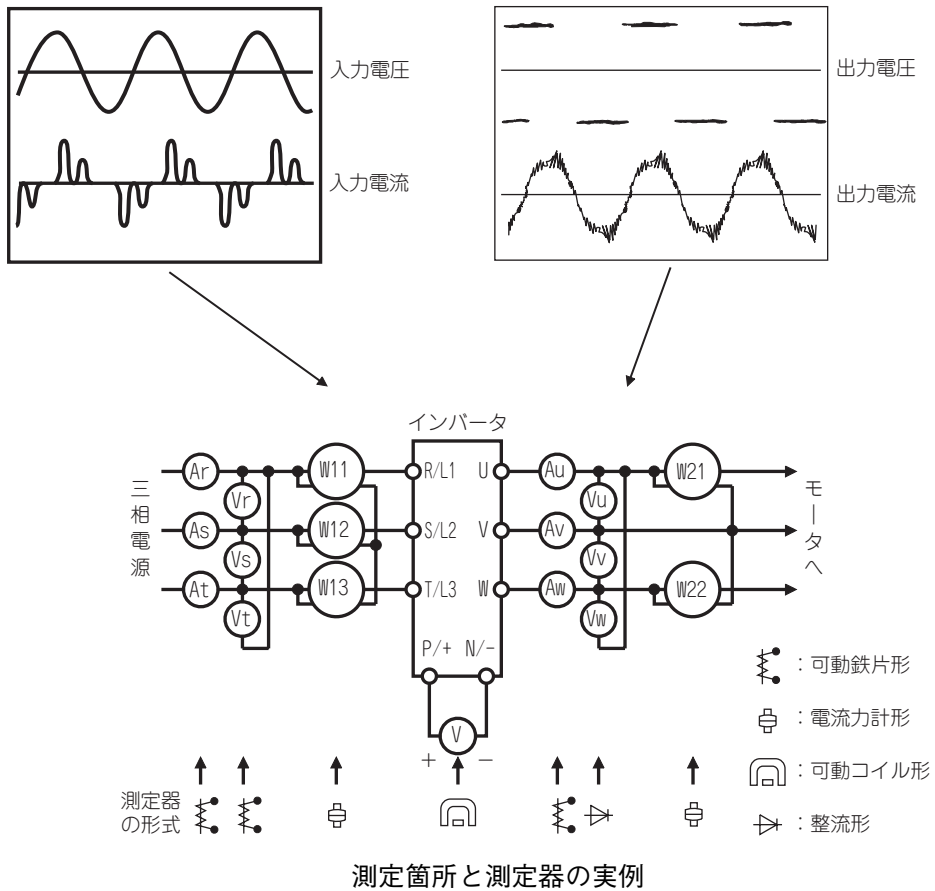 入力電圧
入力電流
出力電圧
出力電流
インバータ
三相電源
Ar
As
At
Vr
Vs
Vt
W11
W12
W13
R/L1
S/L2
T/L3
U
V
W
P/+ N/-
Au
Av
Aw
Vu
Vv
Vw
W21
W22
モータへ
V
+ −
測定器
の形式
：可動鉄片形
：電流力計形
：可動コイル形
：整流形
測定箇所と測定器の実例